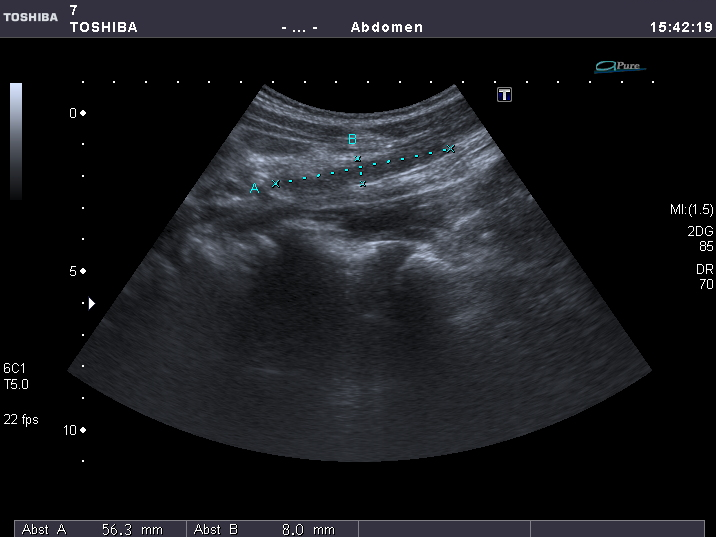 TOSHIBA
7
TOSHIBA - ... - Abdomen 15:42:19
aPure
T
0
B
A
MI:(1.5)
2DG
85
DR
70
5
6C1
T5.0
22 fps
10
Abst A 56.3 mm Abst B 8.0 mm